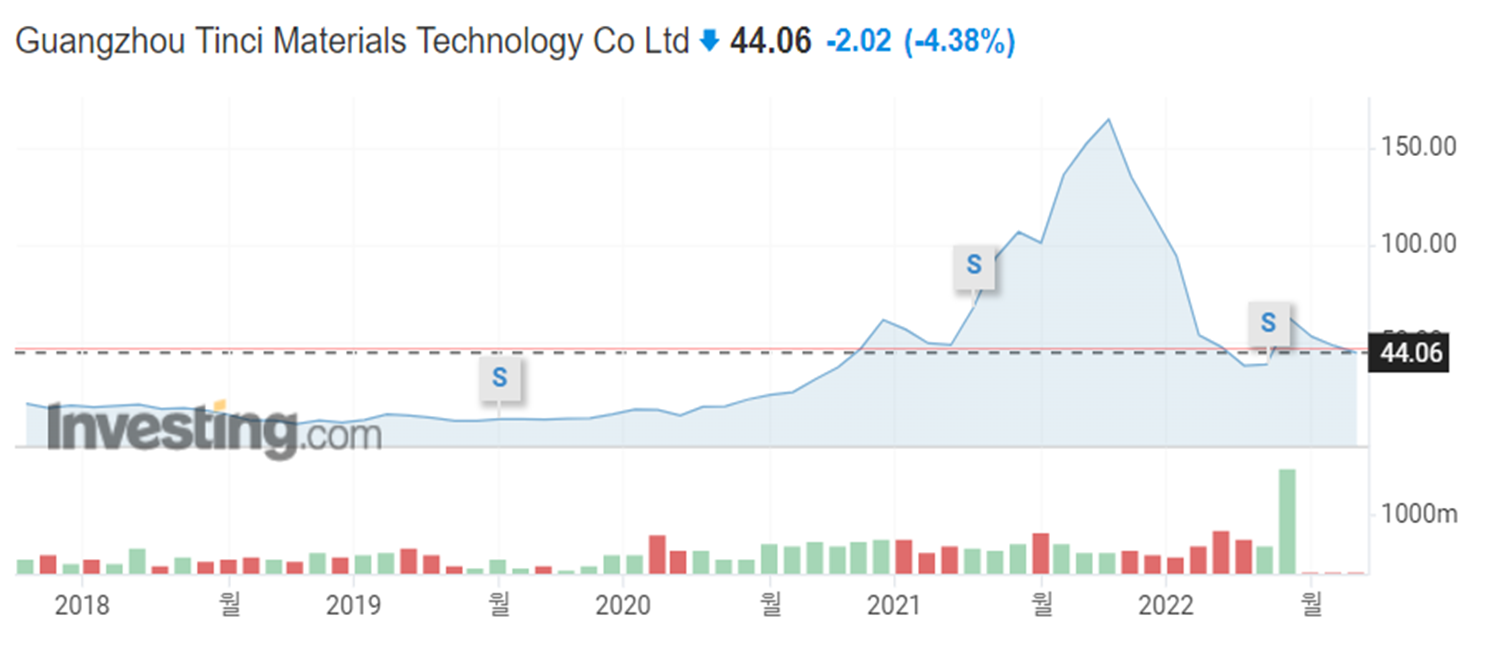 Guangzhou Tinci Materials Technology Co Ltd 44.06 -2.02 (-4.38%)
150.00
100.00
S
S
44.06
S
Investing.com
1000m
2018 월 2019 월 2020 월 2021 월 2022 월